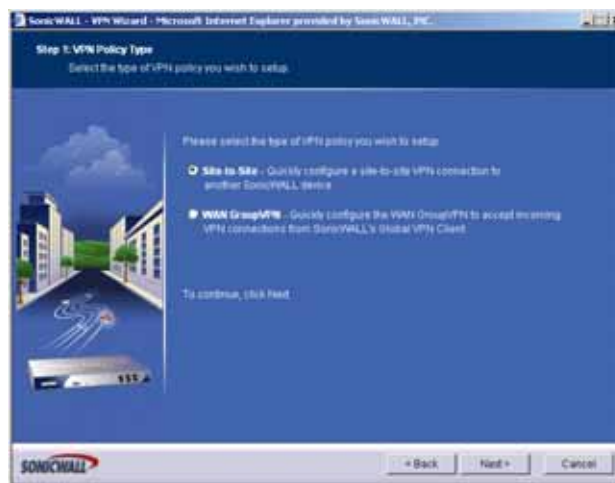 SonicWALL - VPN Wizard - Microsoft Internet Explorer provided by SonicWALL, INC.
Step 1: VPN Policy Type
Select the type of VPN policy you wish to setup.
Please select the type of VPN policy you wish to setup
Site-to-Site - Quickly configure a site-to-site VPN connection to
another SonicWALL device
WAN GroupVPN - Quickly configure the WAN GroupVPN to accept incoming
VPN connections from SonicWALL's Global VPN Client
To continue, click Next
SONICWALL
< Back
Next >
Cancel